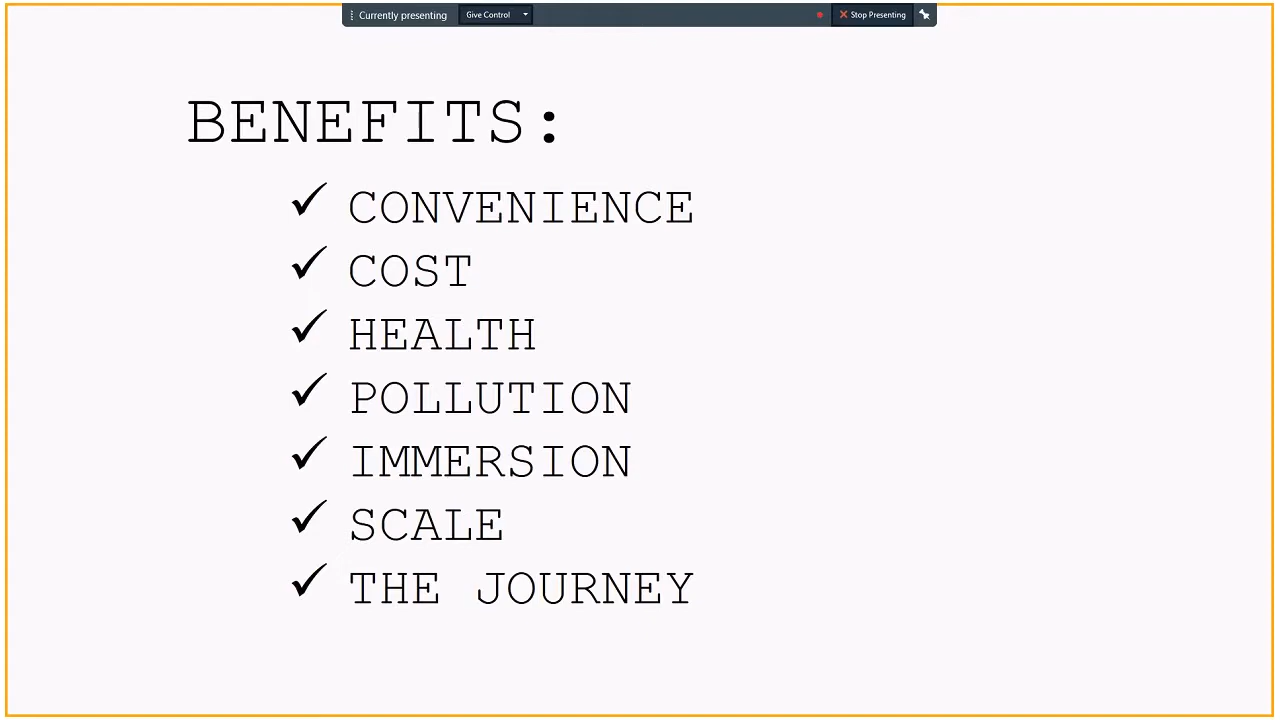 Currently presenting Give Control Stop Presenting
BENEFITS:
✓ CONVENIENCE
✓ COST
✓ HEALTH
✓ POLLUTION
✓ IMMERSION
✓ SCALE
✓ THE JOURNEY